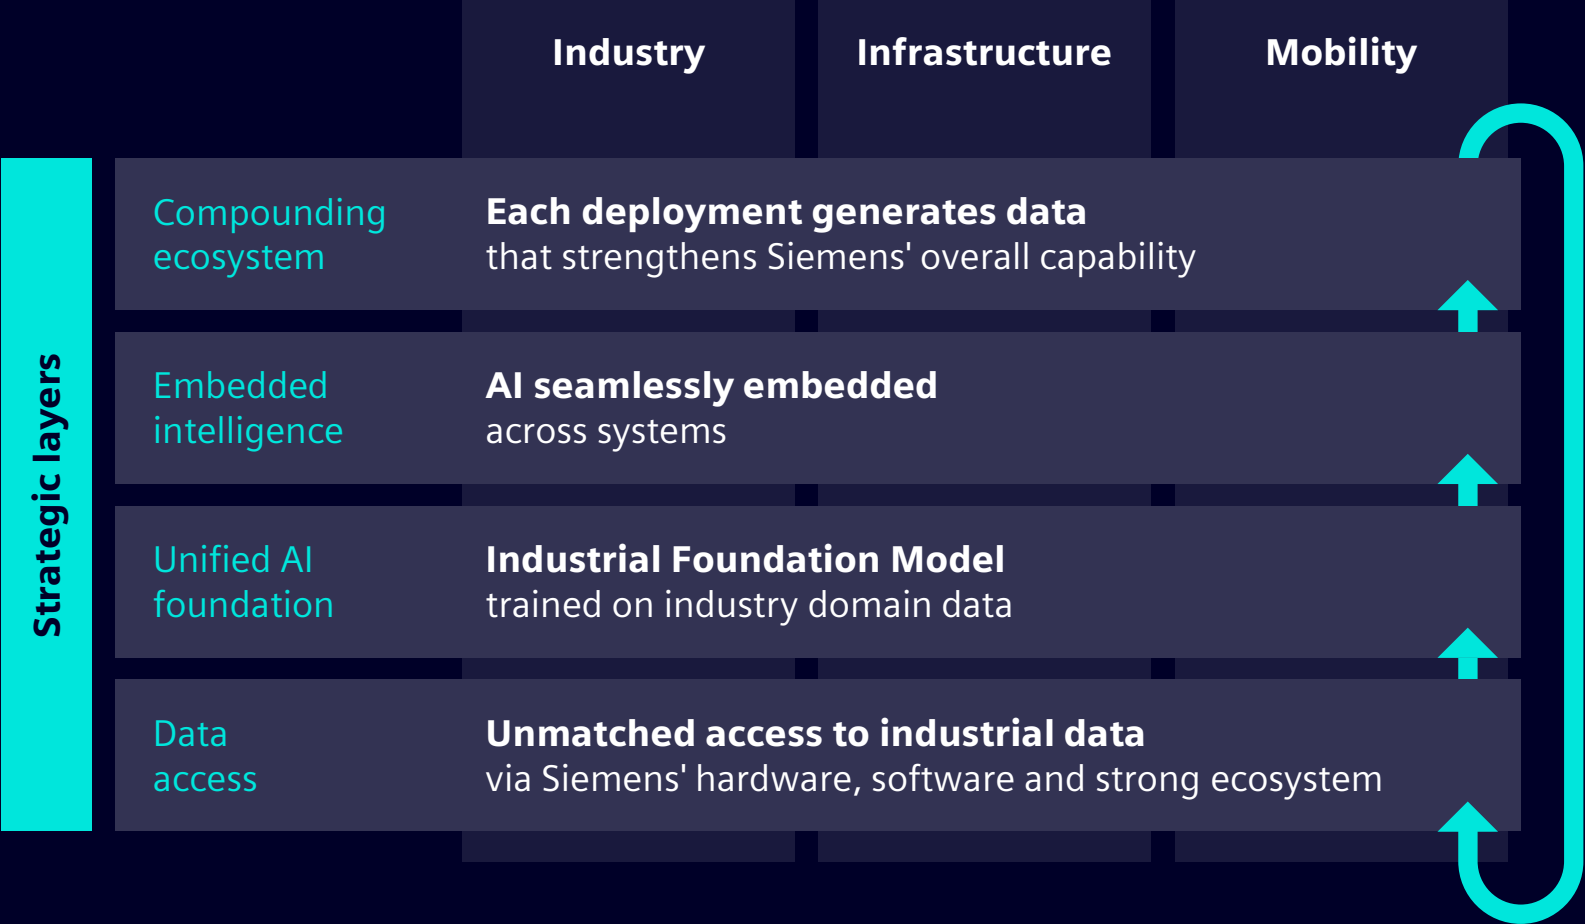 Industry
Infrastructure
Mobility
Strategic layers
Compounding
ecosystem
Each deployment generates data
that strengthens Siemens' overall capability
Embedded
intelligence
AI seamlessly embedded
across systems
Unified AI
foundation
Industrial Foundation Model
trained on industry domain data
Data
access
Unmatched access to industrial data
via Siemens' hardware, software and strong ecosystem